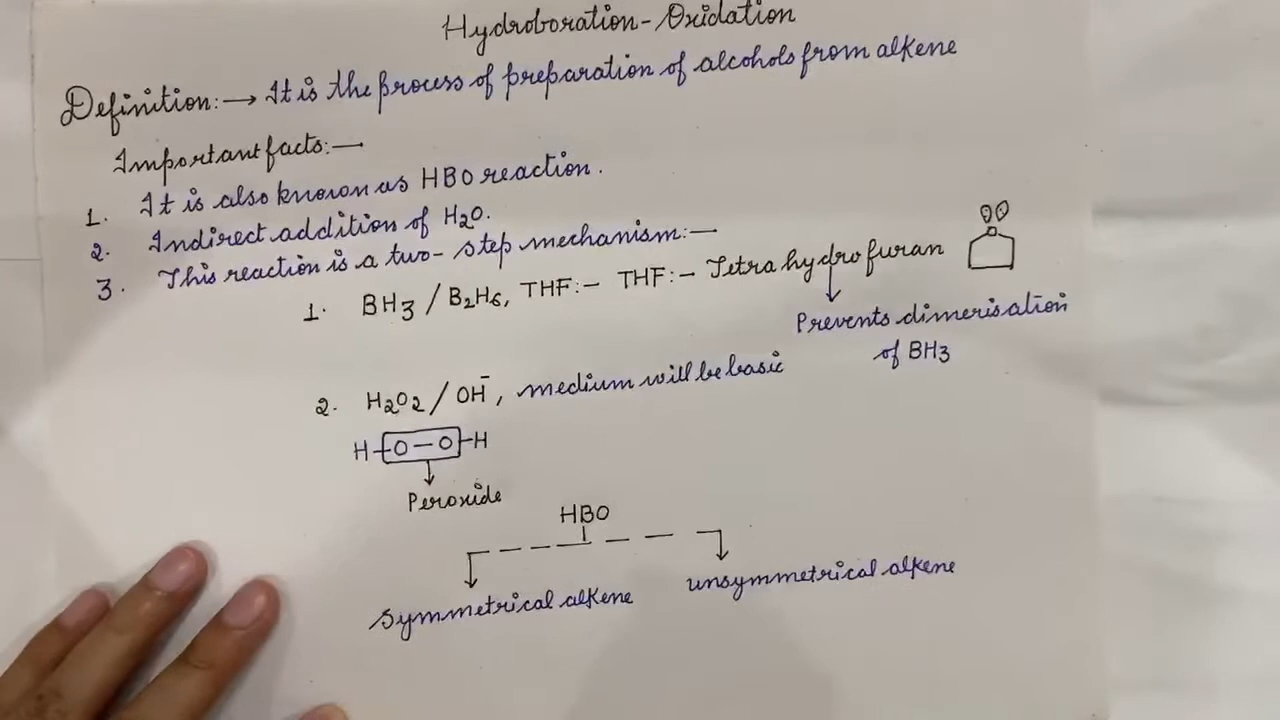 Hydroboration-Oxidation
Definition:→ It is the process of preparation of alcohols from alkene
Important facts:—
1. It is also known as HBO reaction.
2. Indirect addition of H₂O.
3. This reaction is a two-step mechanism:—
1. BH₃ / B₂H₆, THF:– THF:– Tetra hydro furan
Prevents dimerisation
of BH₃
2. H₂O₂ / OH⁻, medium will be basic
H–O–O–H
Peroxide
HBO
symmetrical alkene unsymmetrical alkene